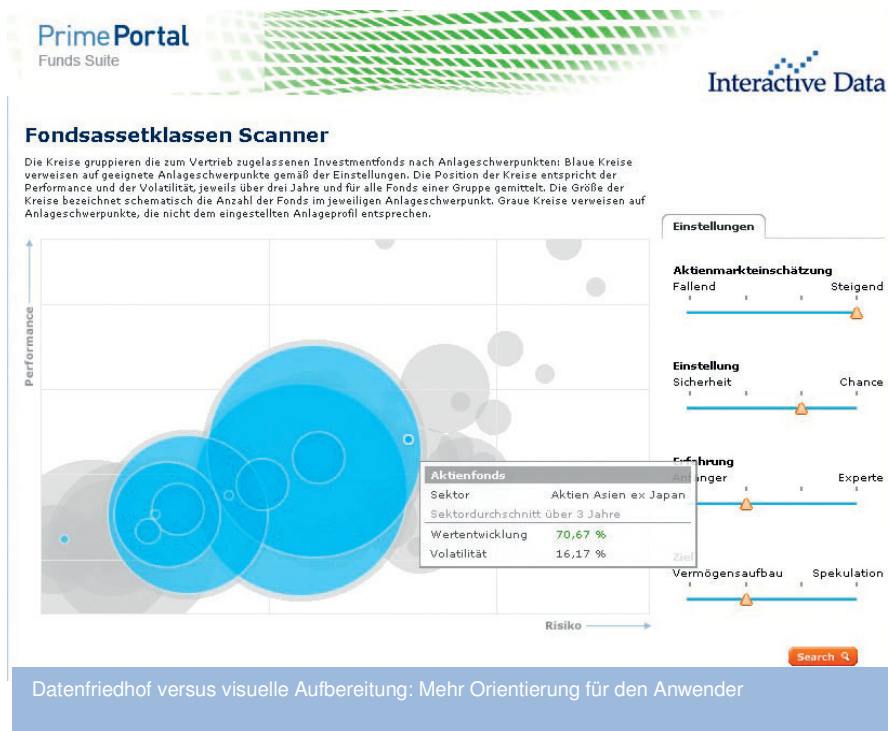 PrimePortal
Funds Suite
Interactive Data
Fondsassetklassen Scanner
Die Kreise gruppieren die zum Vertrieb zugelassenen Investmentfonds nach Anlageschwerpunkten: Blaue Kreise
verweisen auf geeignete Anlageschwerpunkte gemäß der Einstellungen. Die Position der Kreise entspricht der
Performance und der Volatilität, jeweils über drei Jahre und für alle Fonds einer Gruppe gemittelt. Die Größe der
Kreise bezeichnet schematisch die Anzahl der Fonds im jeweiligen Anlageschwerpunkt. Graue Kreise verweisen auf
Anlageschwerpunkte, die nicht dem eingestellten Anlageprofil entsprechen.
Performance
Risiko
Aktienfonds
Sektor Aktien Asien ex Japan
Sektordurchschnitt über 3 Jahre
Wertentwicklung 70,67 %
Volatilität 16,17 %
Einstellungen
Aktienmarkteinschätzung
Fallend Steigend
Einstellung
Sicherheit Chance
Erfahrung
Anfänger Experte
Ziel
Vermögensaufbau Spekulation
Search
Datenfriedhof versus visuelle Aufbereitung: Mehr Orientierung für den Anwender